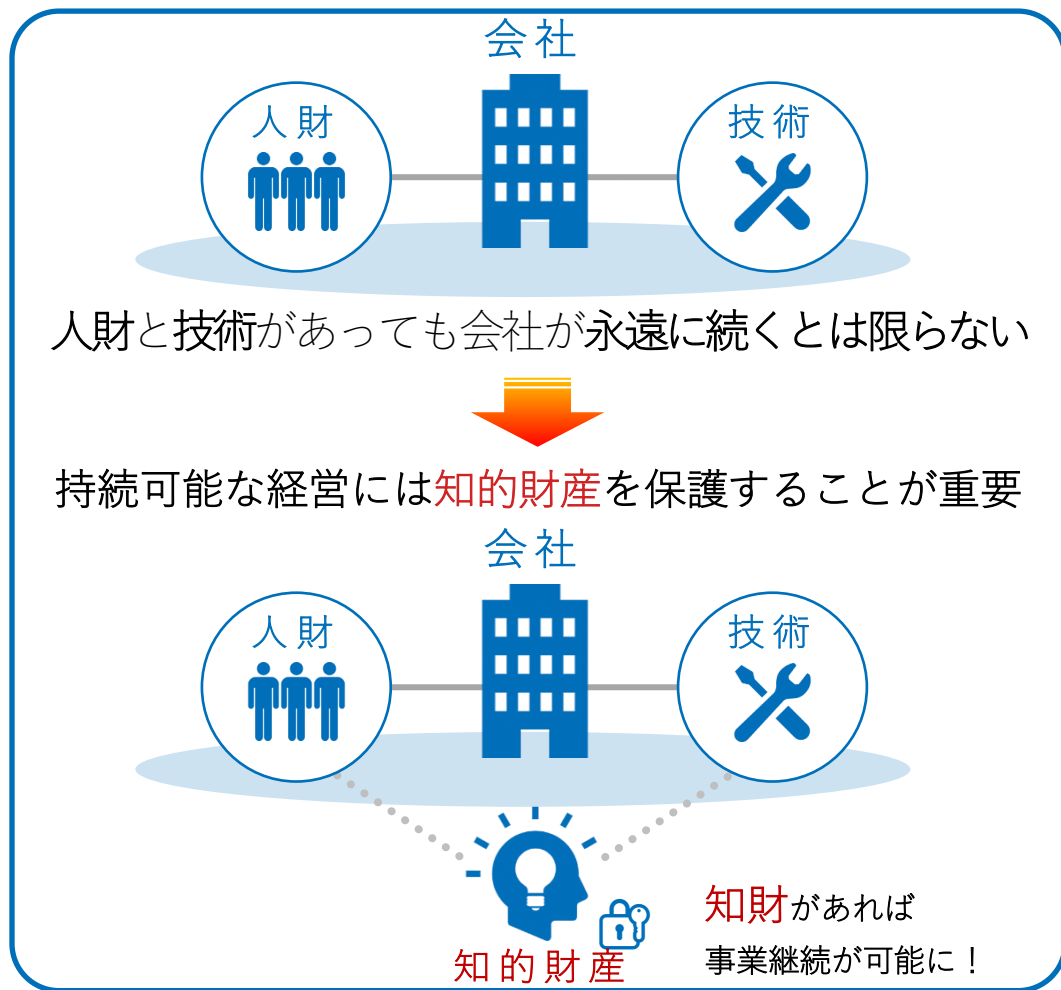 会社
人財
技術
人財と技術があっても会社が永遠に続くとは限らない
持続可能な経営には知的財産を保護することが重要
会社
人財
技術
知財があれば
事業継続が可能に！
知的財産